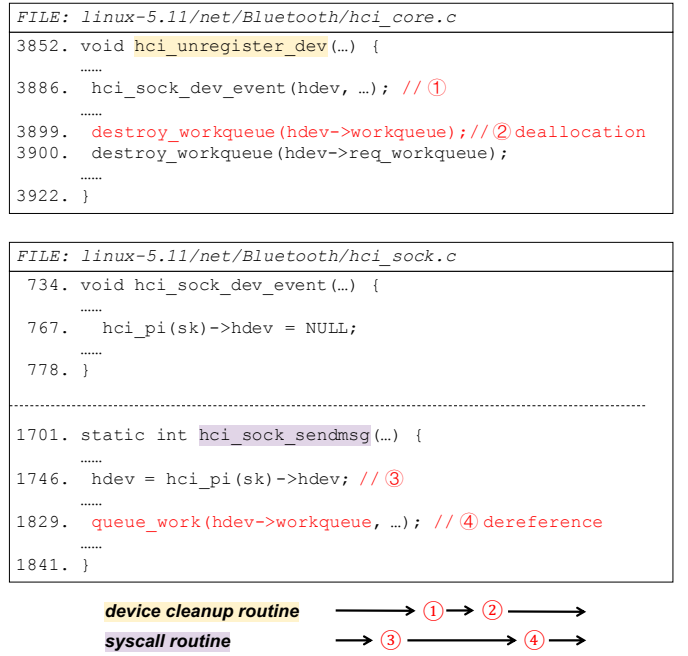 FILE: linux-5.11/net/Bluetooth/hci_core.c
3852. void hci_unregister_dev(…) {
……
3886. hci_sock_dev_event(hdev, …); // ①
……
3899. destroy_workqueue(hdev->workqueue);// ② deallocation
3900. destroy_workqueue(hdev->req_workqueue);
……
3922. }
FILE: linux-5.11/net/Bluetooth/hci_sock.c
734. void hci_sock_dev_event(…) {
……
767. hci_pi(sk)->hdev = NULL;
……
778. }
1701. static int hci_sock_sendmsg(…) {
……
1746. hdev = hci_pi(sk)->hdev; // ③
……
1829. queue_work(hdev->workqueue, …); // ④ dereference
……
1841. }
device cleanup routine ① ②
syscall routine ③ ④